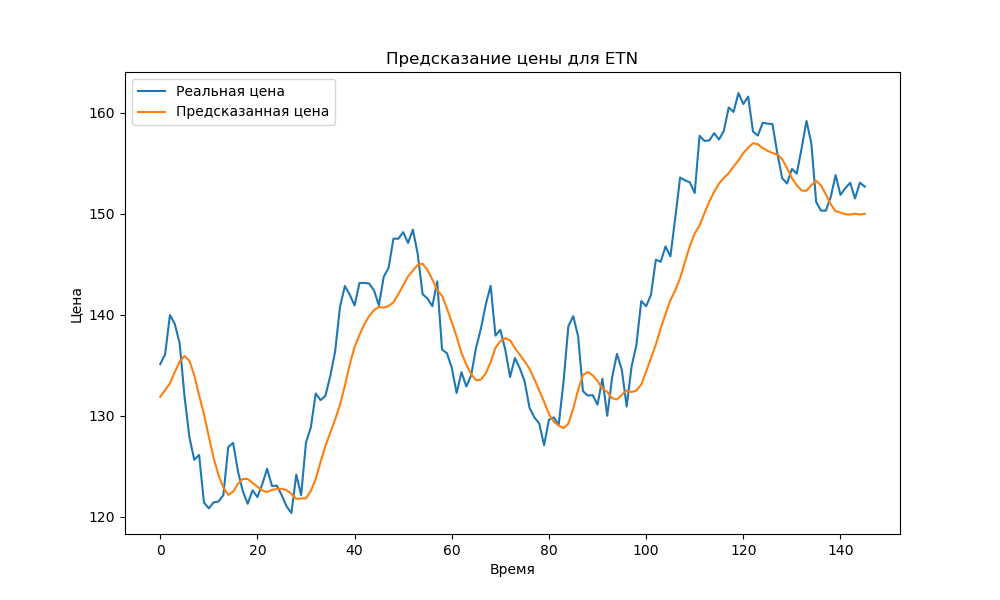 Предсказание цены для ETN
Реальная цена
Предсказанная цена
Цена
160
150
140
130
120
0 20 40 60 80 100 120 140
Время